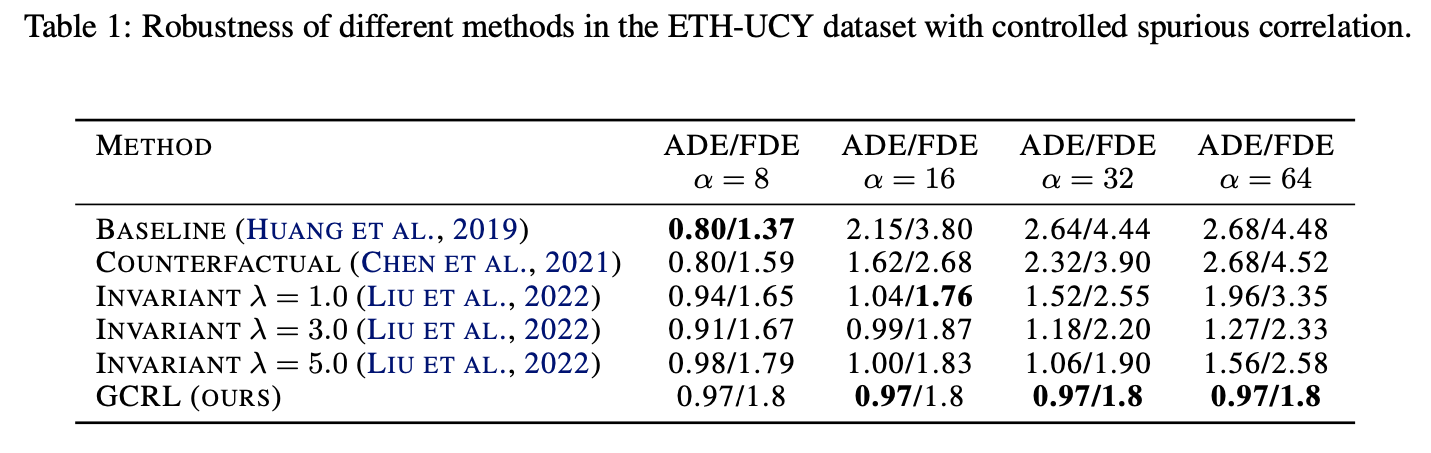 Table 1: Robustness of different methods in the ETH-UCY dataset with controlled spurious correlation.
METHOD ADE/FDE ADE/FDE ADE/FDE ADE/FDE
α = 8 α = 16 α = 32 α = 64
BASELINE (HUANG ET AL., 2019) 0.80/1.37 2.15/3.80 2.64/4.44 2.68/4.48
COUNTERFACTUAL (CHEN ET AL., 2021) 0.80/1.59 1.62/2.68 2.32/3.90 2.68/4.52
INVARIANT λ = 1.0 (LIU ET AL., 2022) 0.94/1.65 1.04/1.76 1.52/2.55 1.96/3.35
INVARIANT λ = 3.0 (LIU ET AL., 2022) 0.91/1.67 0.99/1.87 1.18/2.20 1.27/2.33
INVARIANT λ = 5.0 (LIU ET AL., 2022) 0.98/1.79 1.00/1.83 1.06/1.90 1.56/2.58
GCRL (OURS) 0.97/1.8 0.97/1.8 0.97/1.8 0.97/1.8